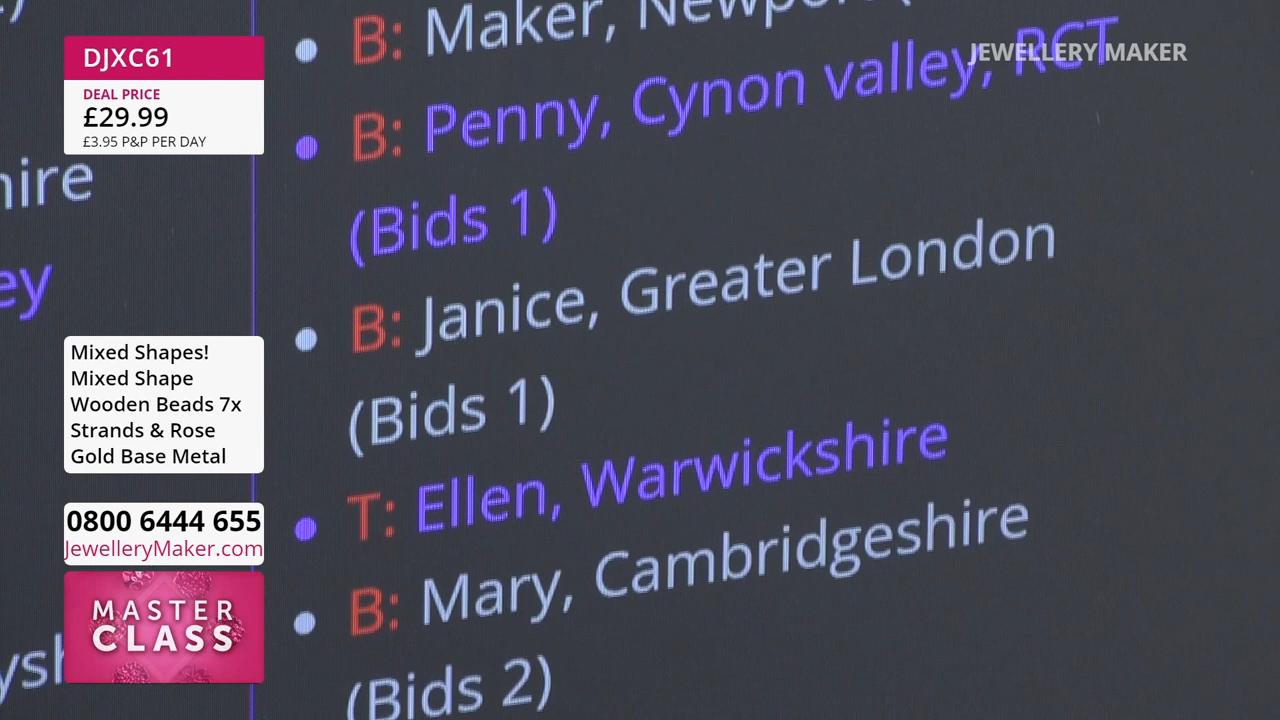 DJXC61
DEAL PRICE
£29.99
£3.95 P&P PER DAY
Mixed Shapes!
Mixed Shape
Wooden Beads 7x
Strands & Rose
Gold Base Metal
0800 6444 655
JewelleryMaker.com
MASTER
CLASS
JEWELLERY MAKER
B: Maker,
B: Penny, Cynon valley, RCT
(Bids 1)
B: Janice, Greater London
(Bids 1)
T: Ellen, Warwickshire
B: Mary, Cambridgeshire
(Bids 2)